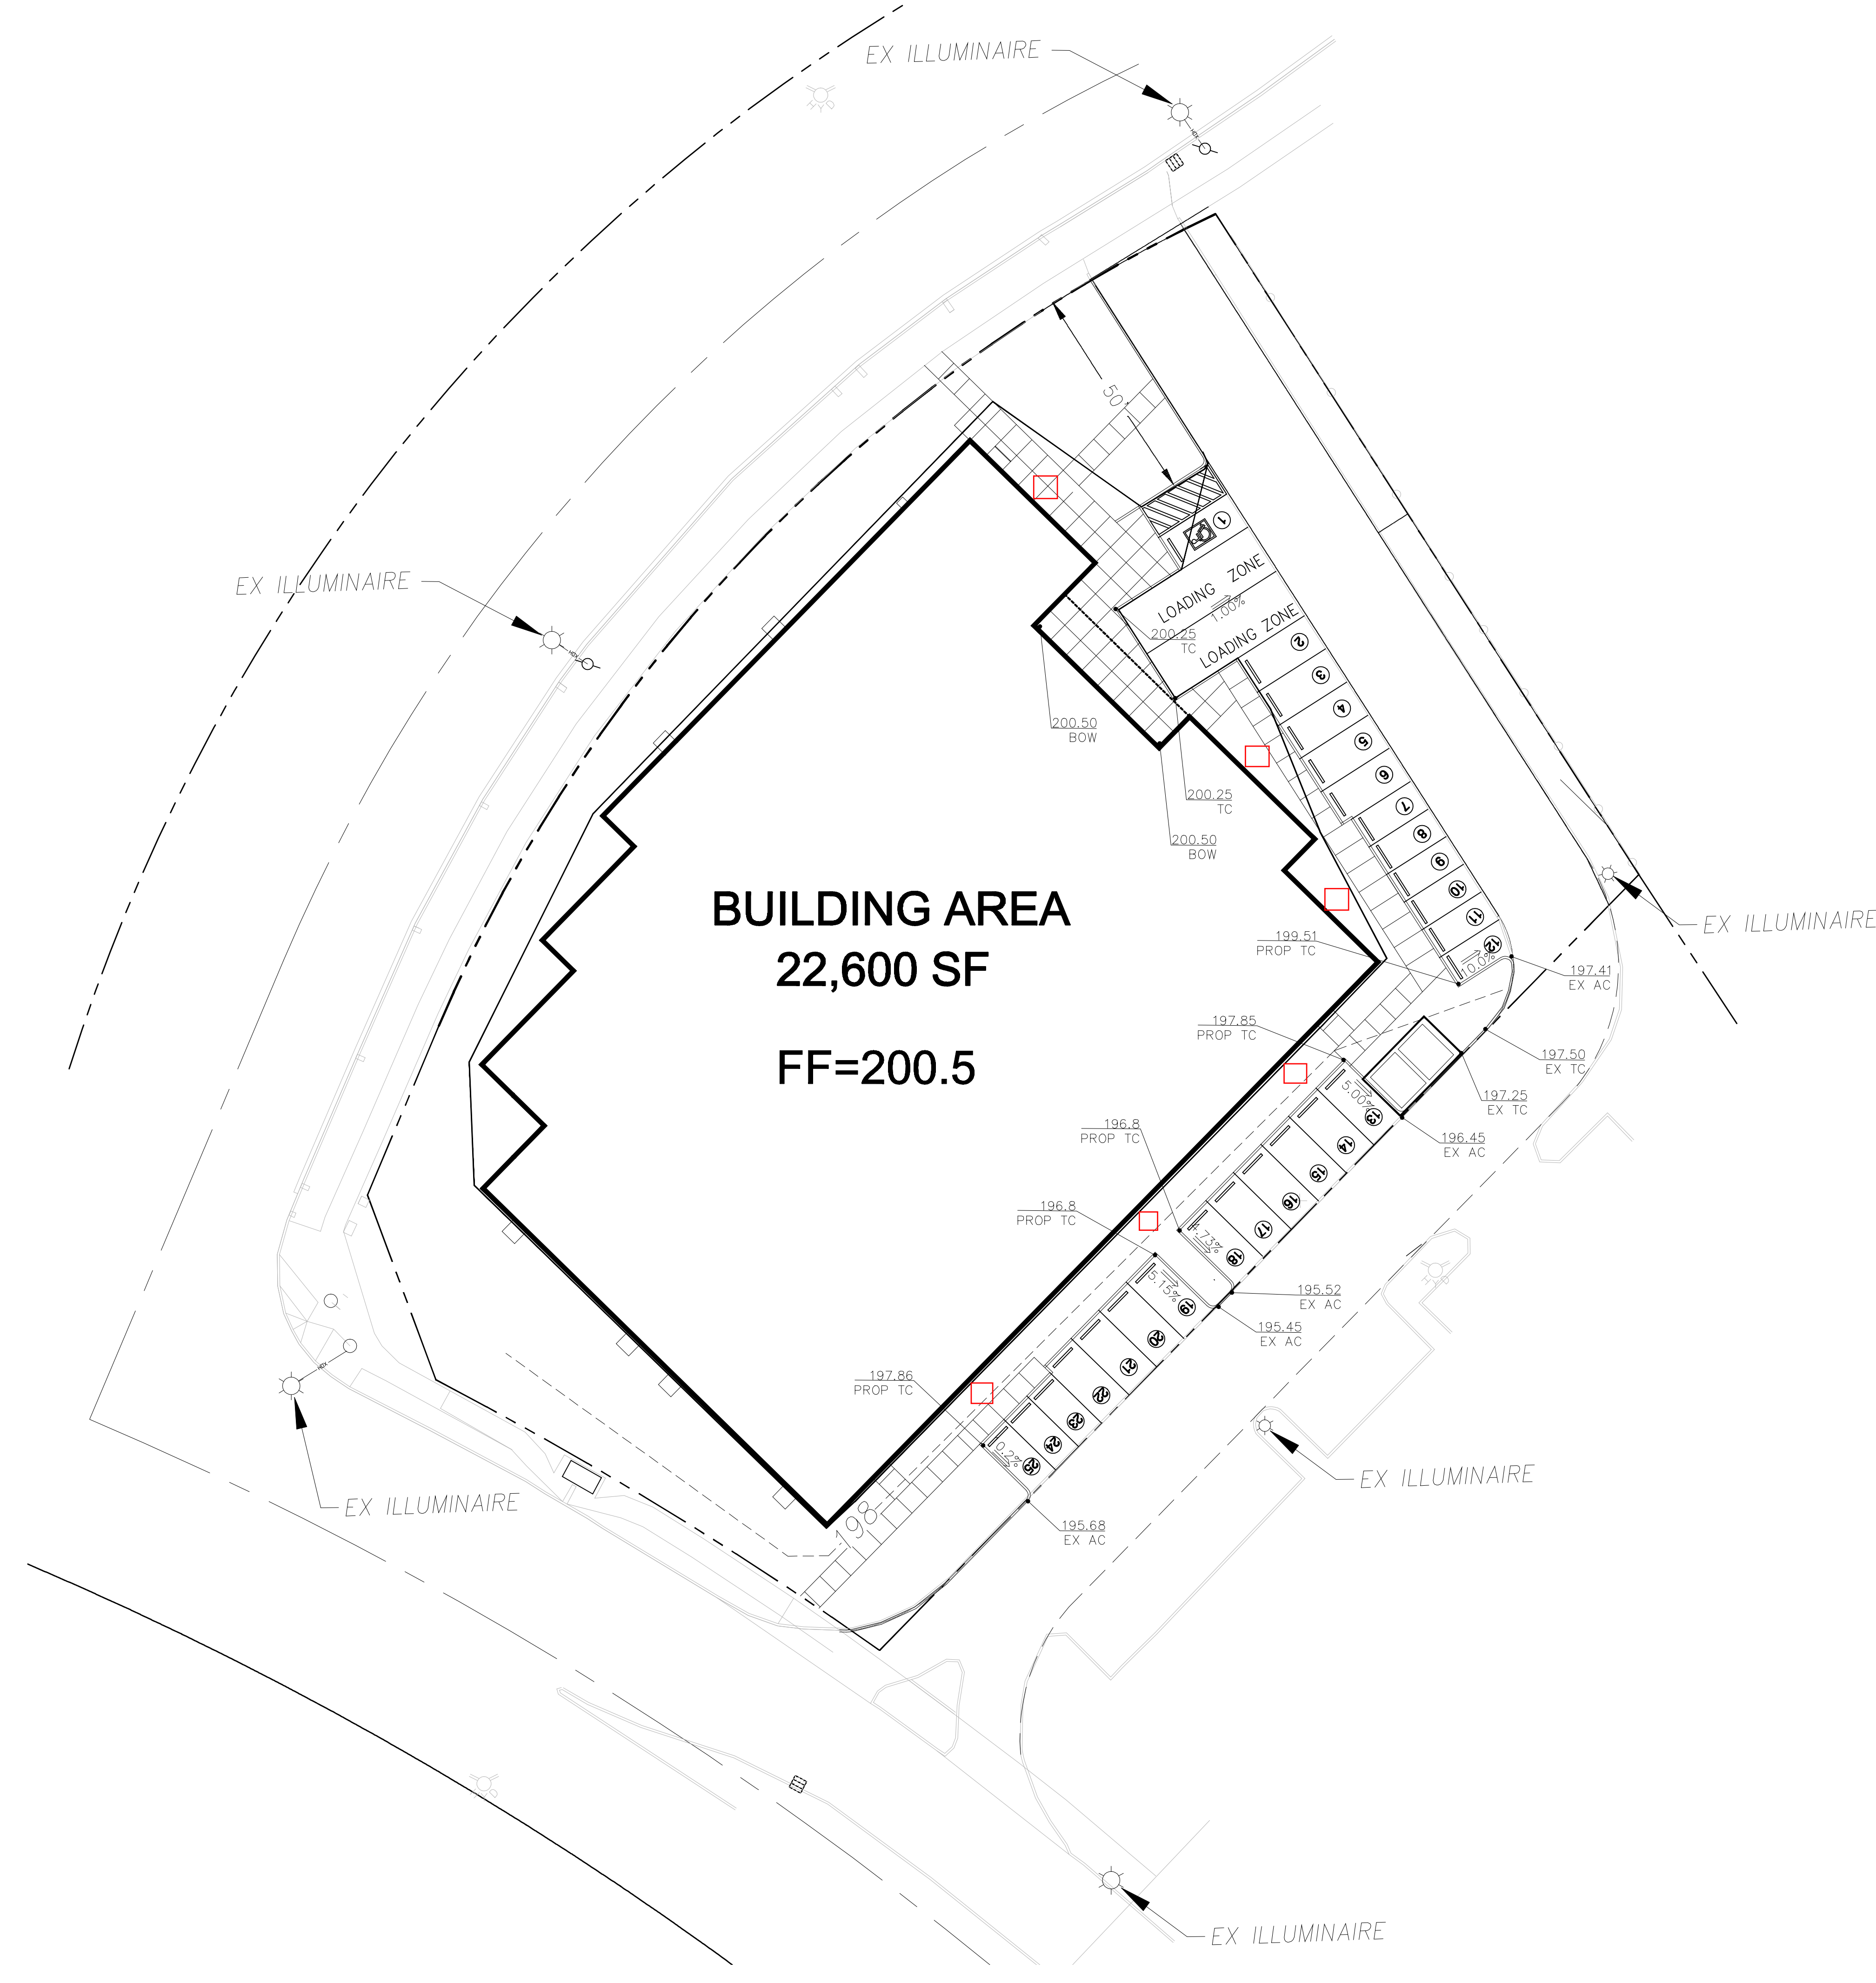 EX ILLUMINAIRE
HYD
50'
EX ILLUMINAIRE
1
LOADING ZONE
1.00%
LOADING ZONE
200.25
TC
2
3
4
5
6
7
8
9
10
11
12
10.0%
200.50
BOW
200.25
TC
200.50
BOW
BUILDING AREA
22,600 SF
FF=200.5
EX ILLUMINAIRE
199.51
PROP TC
197.41
EX AC
197.85
PROP TC
197.50
EX TC
197.25
EX TC
196.45
EX AC
5.00%
13
14
15
16
17
18
196.8
PROP TC
196.8
PROP TC
4.73%
5.15%
19
20
21
22
23
24
25
195.52
EX AC
195.45
EX AC
HYD
197.86
PROP TC
195.68
EX AC
198
EX ILLUMINAIRE
EX ILLUMINAIRE
EX ILLUMINAIRE